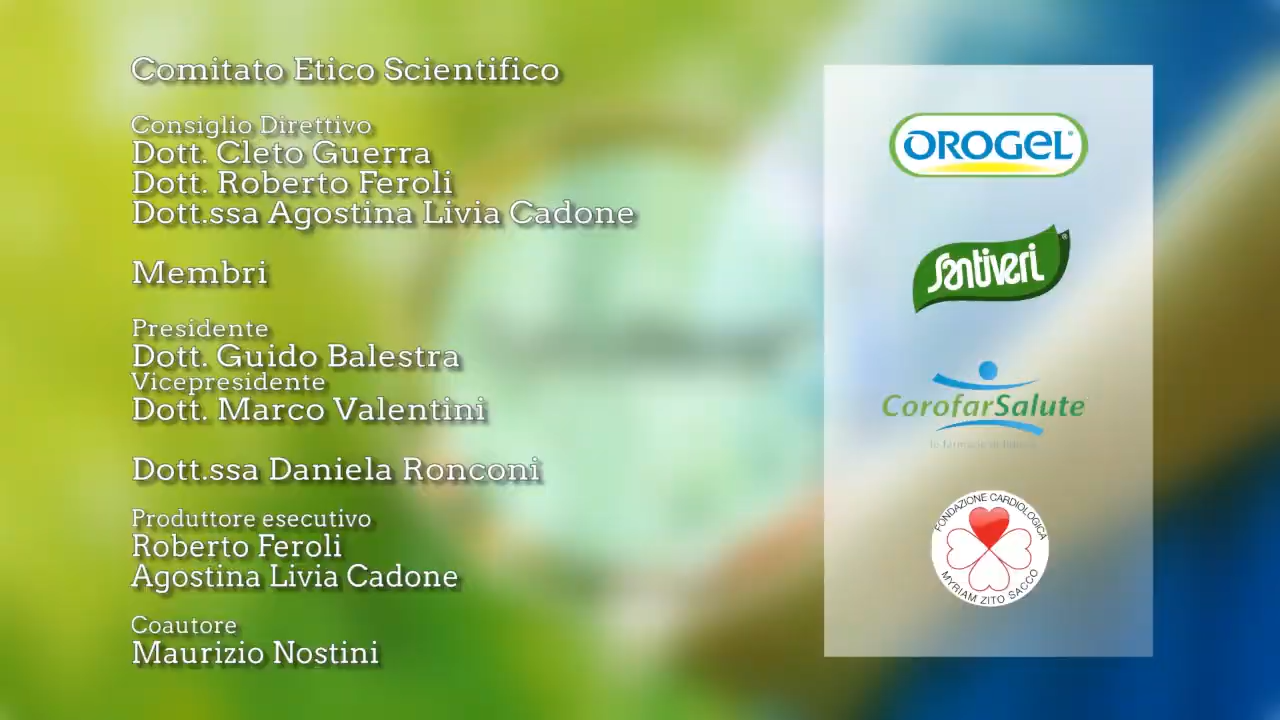 Comitato Etico Scientifico
Consiglio Direttivo
Dott. Cleto Guerra
Dott. Roberto Feroli
Dott.ssa Agostina Livia Cadone
Membri
Presidente
Dott. Guido Balestra
Vicepresidente
Dott. Marco Valentini
Dott.ssa Daniela Ronconi
Produttore esecutivo
Roberto Feroli
Agostina Livia Cadone
Coautore
Maurizio Nostini
OROGEL®
Santiveri®
CorofarSalute
FONDAZIONE CARDIOLOGICA
MYRIAM ZITO SACCO